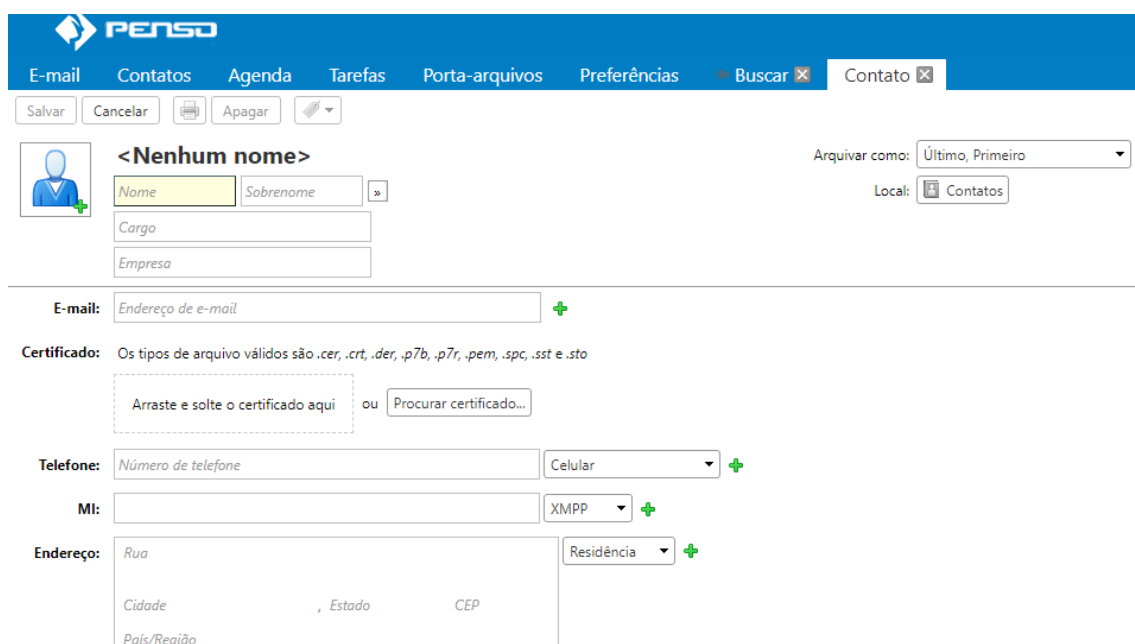 PENSO
E-mail Contatos Agenda Tarefas Porta-arquivos Preferências Buscar Contato
Salvar Cancelar Apagar
<Nenhum nome> Arquivar como: Último, Primeiro
Nome Sobrenome » Local: Contatos
Cargo
Empresa
E-mail: Endereço de e-mail
Certificado: Os tipos de arquivo válidos são .cer, .crt, .der, .p7b, .p7r, .pem, .spc, .sst e .sto
Arraste e solte o certificado aqui ou Procurar certificado...
Telefone: Número de telefone Celular
MI: XMPP
Endereço: Rua Residência
Cidade , Estado CEP
País/Região